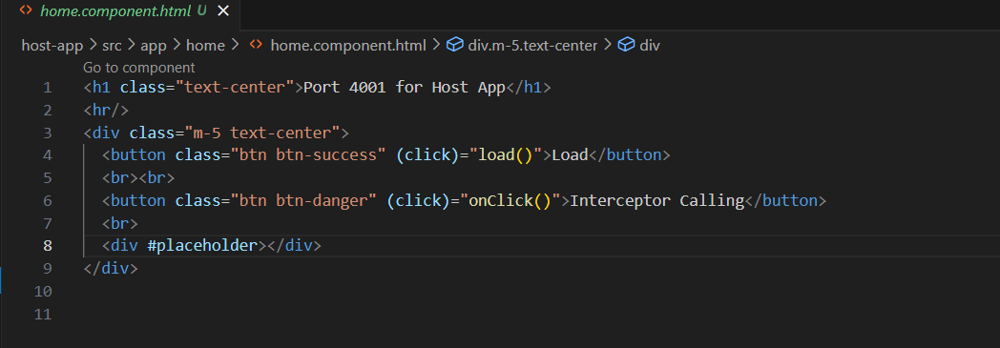 <> home.component.html U ×
host-app > src > app > home > <> home.component.html > div.m-5.text-center > div
Go to component
1 <h1 class="text-center">Port 4001 for Host App</h1>
2 <hr/>
3 <div class="m-5 text-center">
4   <button class="btn btn-success" (click)="load()">Load</button>
5   <br><br>
6   <button class="btn btn-danger" (click)="onClick()">Interceptor Calling</button>
7   <br>
8   <div #placeholder></div>
9 </div>
10
11